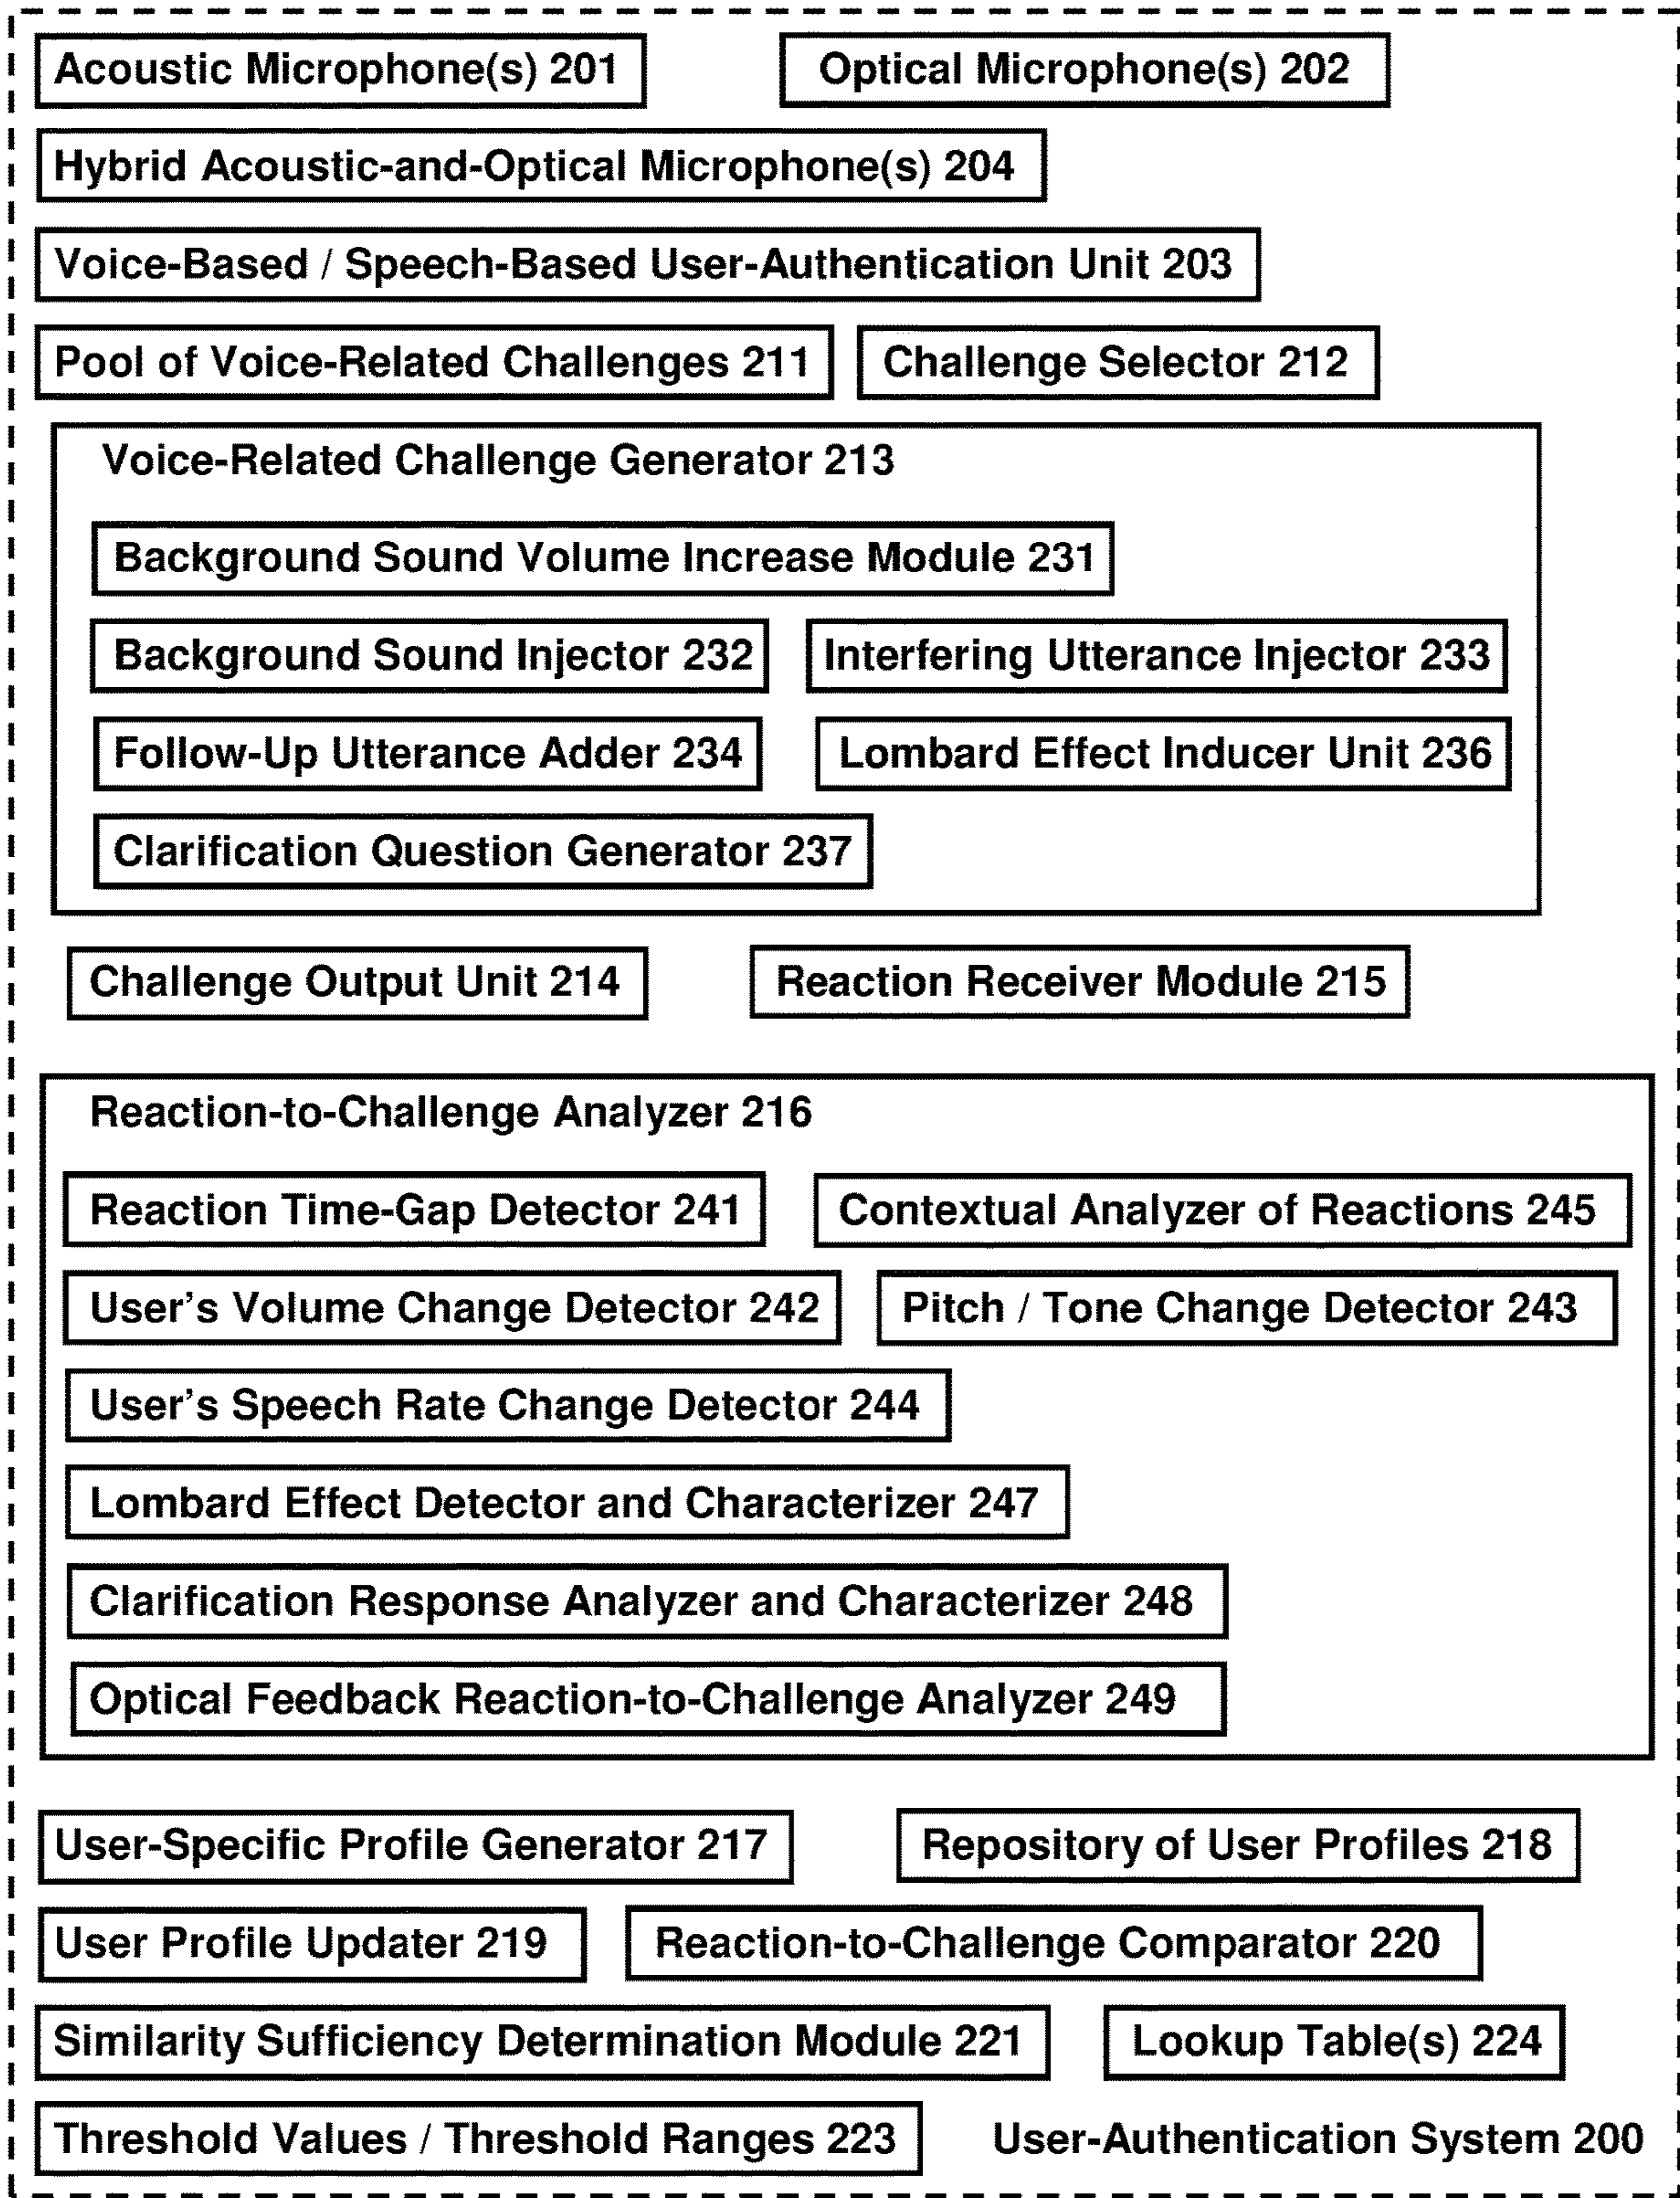 Acoustic Microphone(s) 201 Optical Microphone(s) 202
Hybrid Acoustic-and-Optical Microphone(s) 204
Voice-Based / Speech-Based User-Authentication Unit 203
Pool of Voice-Related Challenges 211 Challenge Selector 212
Voice-Related Challenge Generator 213
Background Sound Volume Increase Module 231
Background Sound Injector 232 Interfering Utterance Injector 233
Follow-Up Utterance Adder 234 Lombard Effect Inducer Unit 236
Clarification Question Generator 237
Challenge Output Unit 214 Reaction Receiver Module 215
Reaction-to-Challenge Analyzer 216
Reaction Time-Gap Detector 241 Contextual Analyzer of Reactions 245
User's Volume Change Detector 242 Pitch / Tone Change Detector 243
User's Speech Rate Change Detector 244
Lombard Effect Detector and Characterizer 247
Clarification Response Analyzer and Characterizer 248
Optical Feedback Reaction-to-Challenge Analyzer 249
User-Specific Profile Generator 217 Repository of User Profiles 218
User Profile Updater 219 Reaction-to-Challenge Comparator 220
Similarity Sufficiency Determination Module 221 Lookup Table(s) 224
Threshold Values / Threshold Ranges 223 User-Authentication System 200